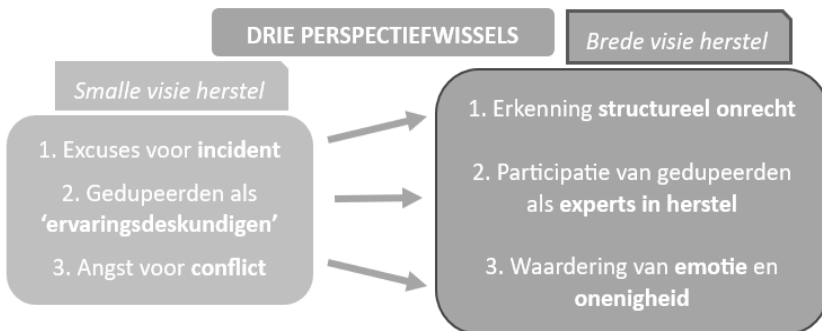 DRIE PERSPECTIEFWISSELS
Brede visie herstel
Smalle visie herstel
1. Excuses voor incident
2. Gedupeerden als
‘ervaringsdeskundigen’
3. Angst voor conflict
1. Erkenning structureel onrecht
2. Participatie van gedupeerden
als experts in herstel
3. Waardering van emotie en
onenigheid